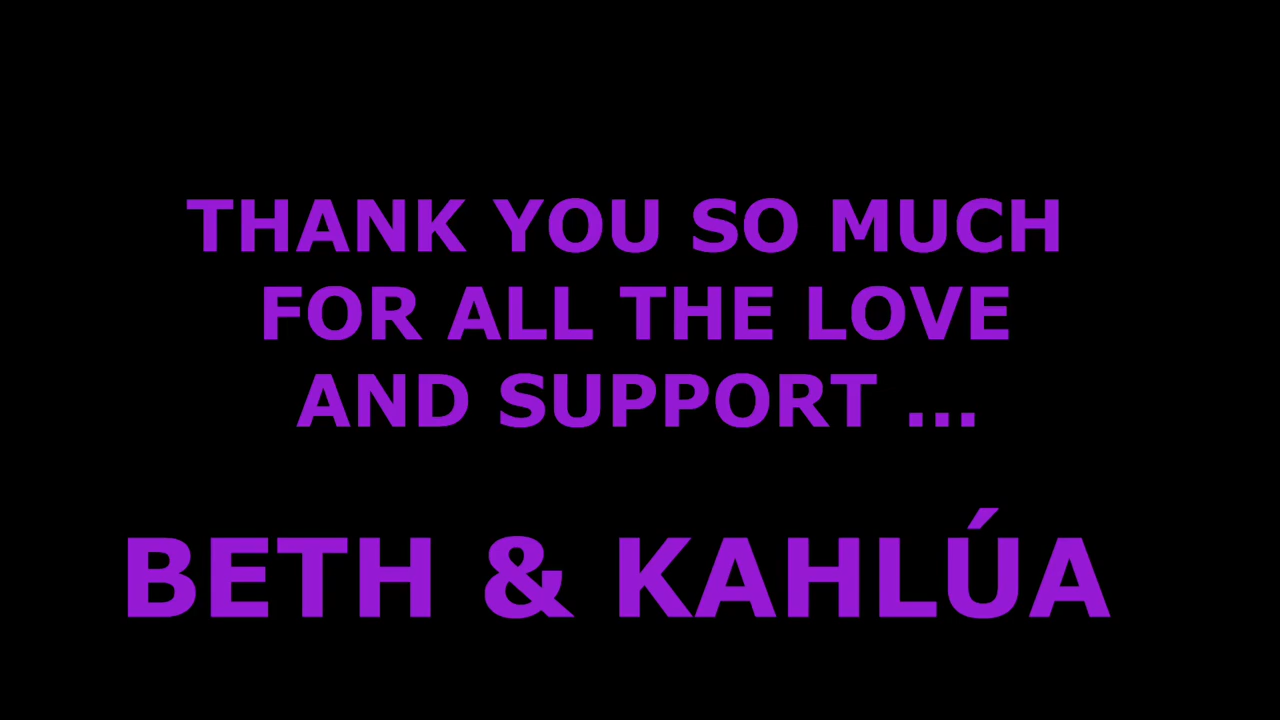 THANK YOU SO MUCH
FOR ALL THE LOVE
AND SUPPORT ...
BETH & KAHLÚA